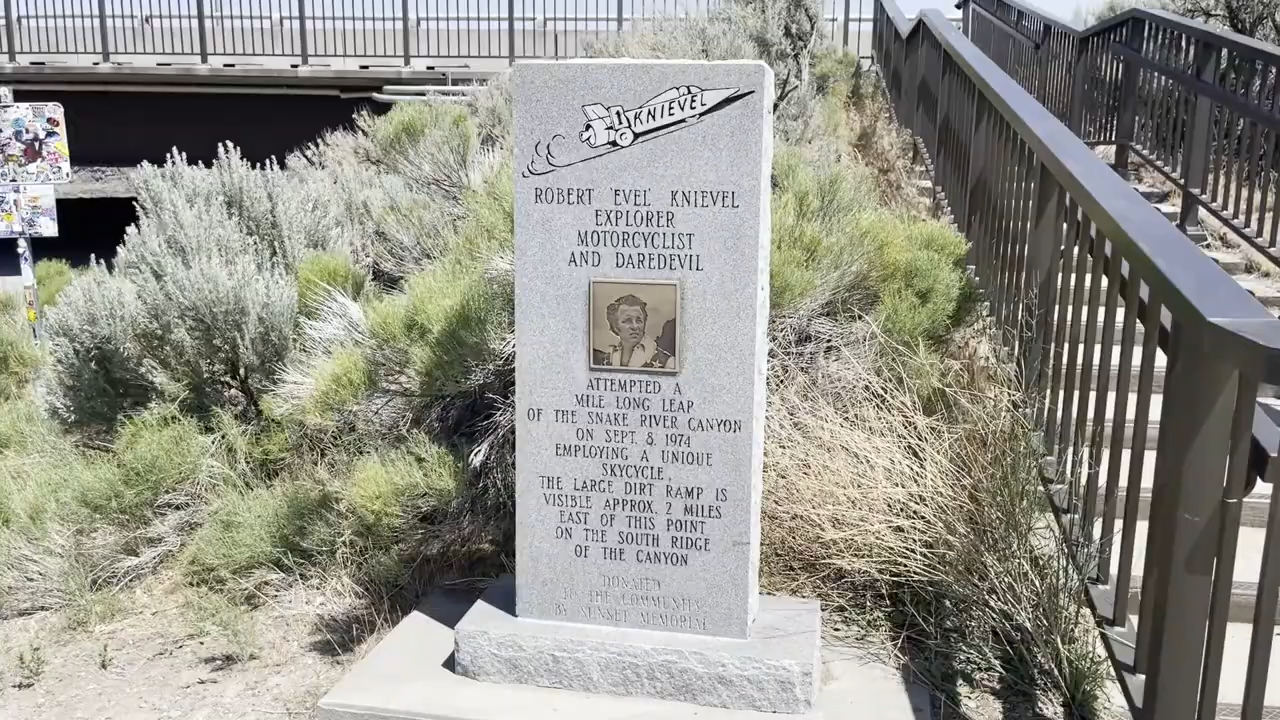 KNIEVEL
ROBERT 'EVEL' KNIEVEL
EXPLORER
MOTORCYCLIST
AND DAREDEVIL
ATTEMPTED A
MILE LONG LEAP
OF THE SNAKE RIVER CANYON
ON SEPT. 8, 1974
EMPLOYING A UNIQUE
SKYCYCLE,
THE LARGE DIRT RAMP IS
VISIBLE APPROX. 2 MILES
EAST OF THIS POINT
ON THE SOUTH RIDGE
OF THE CANYON
DONATED
TO THE COMMUNITY
BY SUNSET MEMORIAL